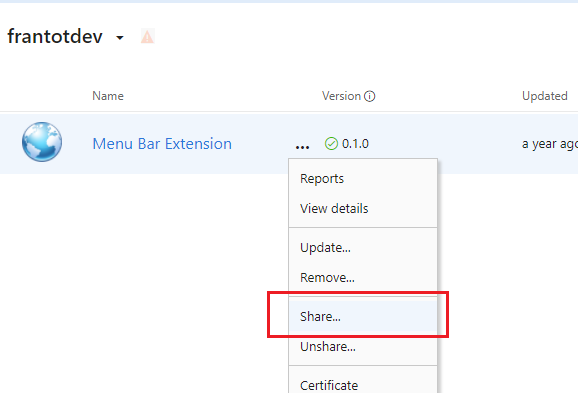 frantotdev
Name Version Updated
Menu Bar Extension ... 0.1.0 a year ago
Reports
View details
Update...
Remove...
Share...
Unshare...
Certificate